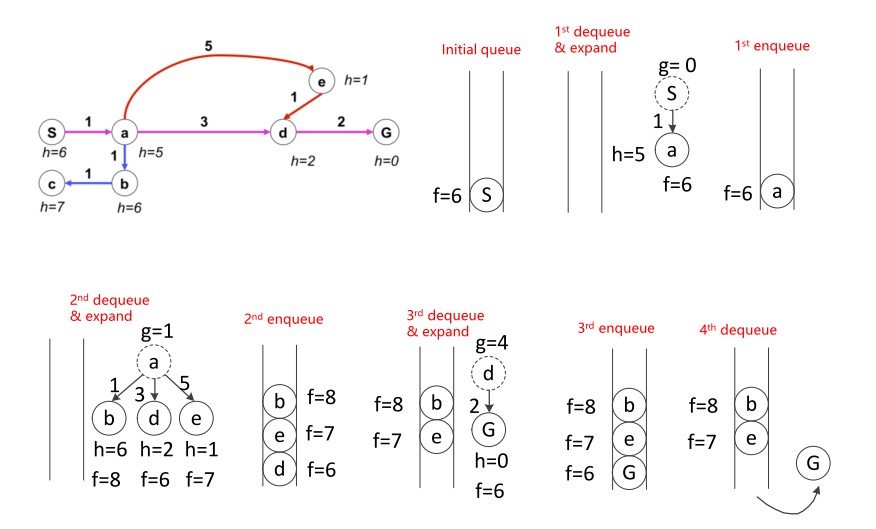 5
e
h=1
1
S
1
a
3
d
2
G
h=6
1
h=5
h=2
h=0
c
1
b
h=7
h=6
Initial queue
f=6
S
1st dequeue
& expand
g= 0
S
1
h=5
a
f=6
1st enqueue
f=6
a
2nd dequeue
& expand
g=1
a
1
3
5
b
d
e
h=6
h=2
h=1
f=8
f=6
f=7
2nd enqueue
b
f=8
e
f=7
d
f=6
3rd dequeue
& expand
g=4
f=8
b
d
f=7
e
2
G
h=0
f=6
3rd enqueue
f=8
b
f=7
e
f=6
G
4th dequeue
f=8
b
f=7
e
G